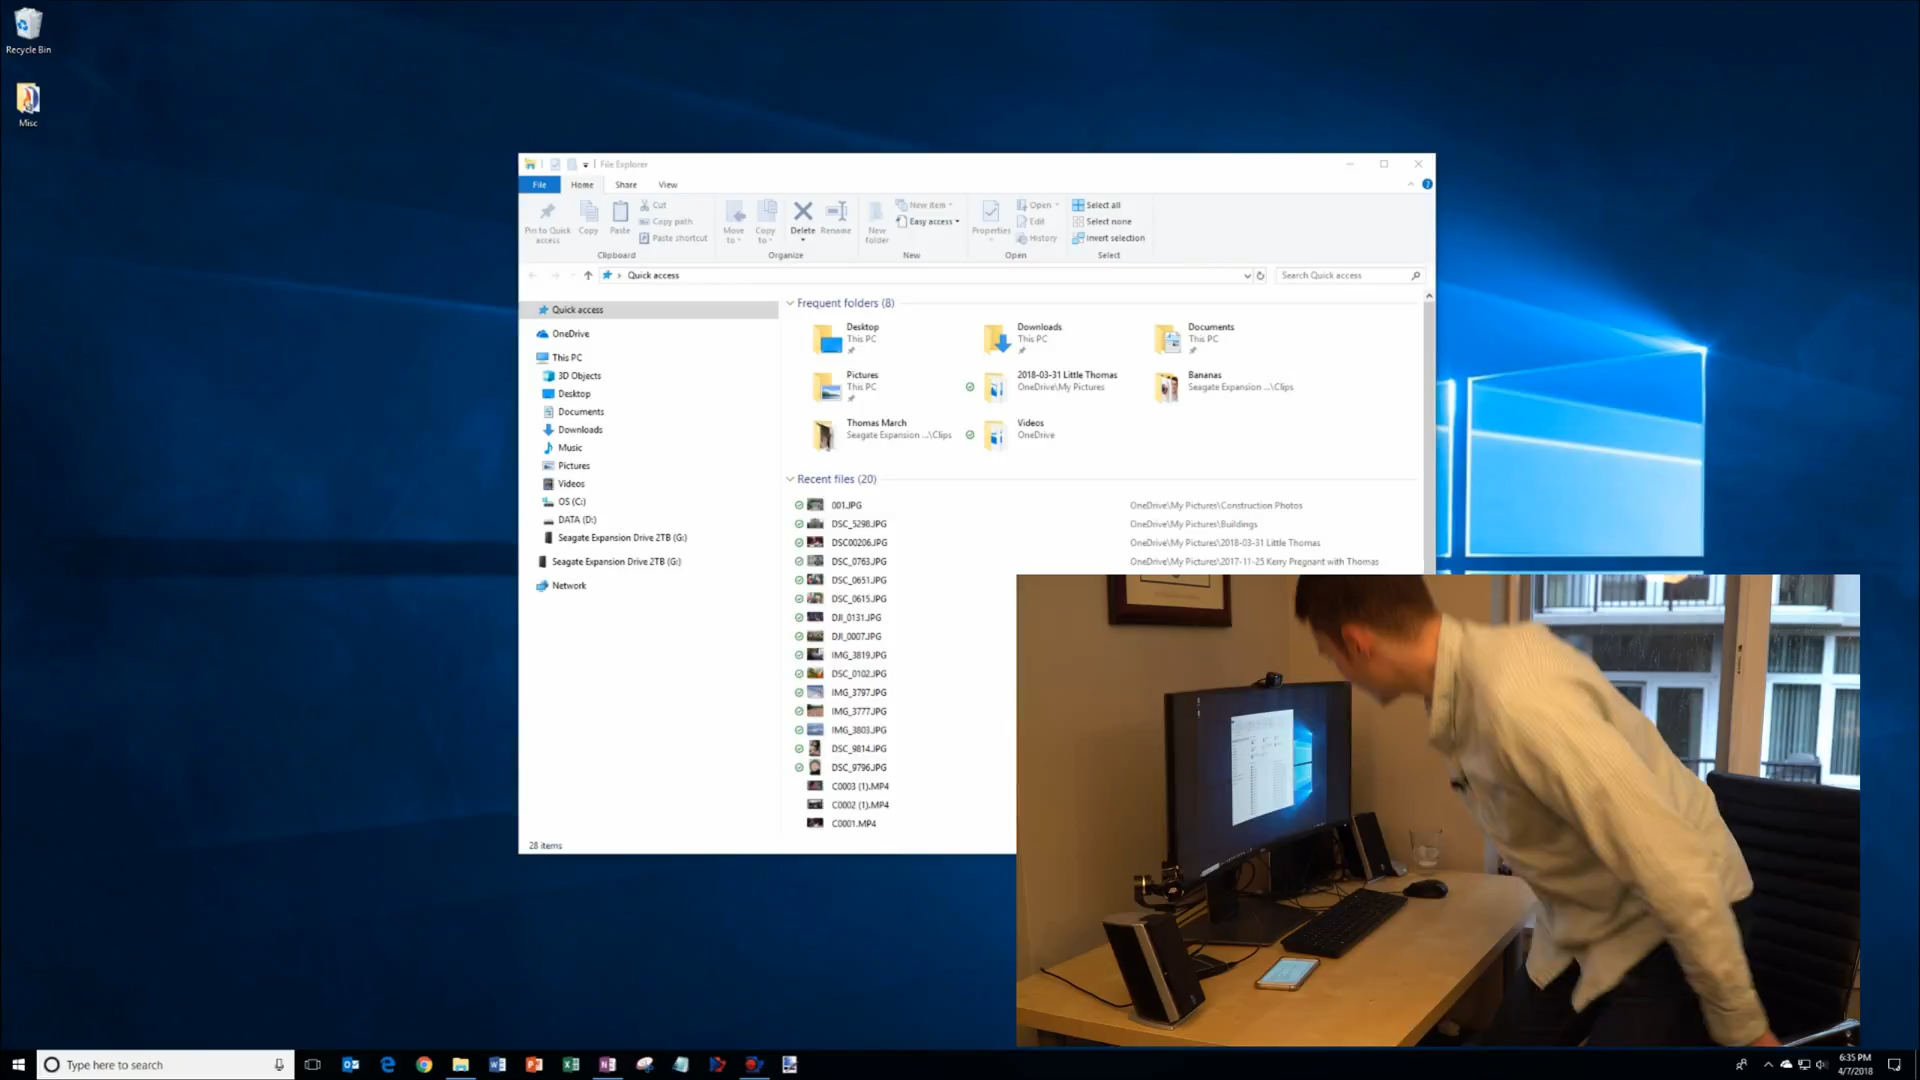 Recycle Bin
Misc
File Explorer
File Home Share View
Pin to Quick access
Copy
Paste
Cut
Copy path
Paste shortcut
Clipboard
Move to
Copy to
Delete
Rename
Organize
New folder
New item
Easy access
New
Properties
Open
Edit
History
Open
Select all
Select none
Invert selection
Select
Quick access
Search Quick access
Quick access
OneDrive
This PC
3D Objects
Desktop
Documents
Downloads
Music
Pictures
Videos
OS (C:)
DATA (D:)
Seagate Expansion Drive 2TB (G:)
Seagate Expansion Drive 2TB (G:)
Network
Frequent folders (8)
Desktop
This PC
Downloads
This PC
Documents
This PC
Pictures
This PC
2018-03-31 Little Thomas
OneDrive\My Pictures
Bananas
Seagate Expansion ...\Clips
Thomas March
Seagate Expansion ...\Clips
Videos
OneDrive
Recent files (20)
001.JPG OneDrive\My Pictures\Construction Photos
DSC_5298.JPG OneDrive\My Pictures\Buildings
DSC00206.JPG OneDrive\My Pictures\2018-03-31 Little Thomas
DSC_0763.JPG OneDrive\My Pictures\2017-11-25 Kerry Pregnant with Thomas
DSC_0651.JPG
DSC_0615.JPG
DJI_0131.JPG
DJI_0007.JPG
IMG_3819.JPG
DSC_0102.JPG
IMG_3797.JPG
IMG_3777.JPG
IMG_3803.JPG
DSC_9814.JPG
DSC_9796.JPG
C0003 (1).MP4
C0002 (1).MP4
C0001.MP4
28 items
Type here to search
6:35 PM
4/7/2018